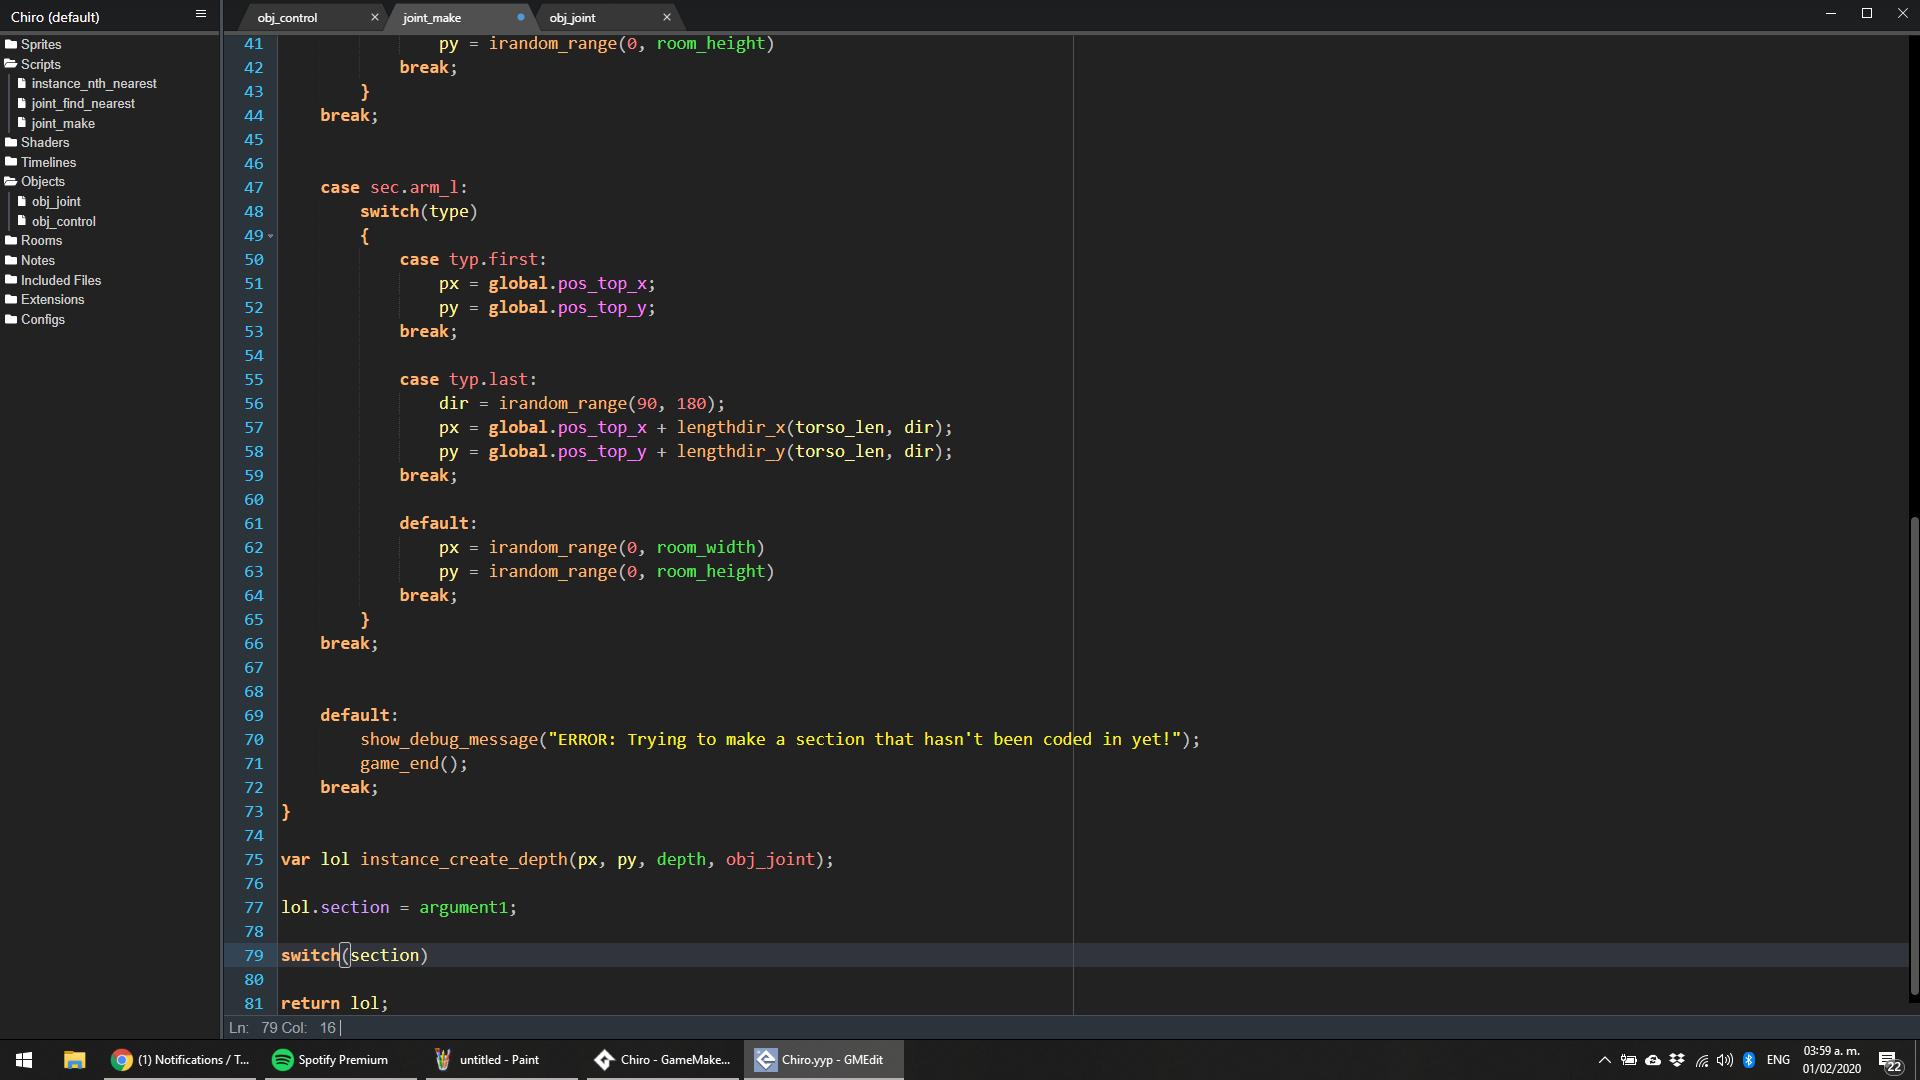 Chiro (default)
obj_control
joint_make
obj_joint
Sprites
Scripts
instance_nth_nearest
joint_find_nearest
joint_make
Shaders
Timelines
Objects
obj_joint
obj_control
Rooms
Notes
Included Files
Extensions
Configs
41 py = irandom_range(0, room_height)
42 break;
43 }
44 break;
45
46
47 case sec.arm_l:
48 switch(type)
49 {
50 case typ.first:
51 px = global.pos_top_x;
52 py = global.pos_top_y;
53 break;
54
55 case typ.last:
56 dir = irandom_range(90, 180);
57 px = global.pos_top_x + lengthdir_x(torso_len, dir);
58 py = global.pos_top_y + lengthdir_y(torso_len, dir);
59 break;
60
61 default:
62 px = irandom_range(0, room_width)
63 py = irandom_range(0, room_height)
64 break;
65 }
66 break;
67
68
69 default:
70 show_debug_message("ERROR: Trying to make a section that hasn't been coded in yet!");
71 game_end();
72 break;
73 }
74
75 var lol instance_create_depth(px, py, depth, obj_joint);
76
77 lol.section = argument1;
78
79 switch(section)
80
81 return lol;
Ln: 79 Col: 16
(1) Notifications / T...
Spotify Premium
untitled - Paint
Chiro - GameMake...
Chiro.yyp - GMEdit
ENG
03:59 a. m.
01/02/2020
22